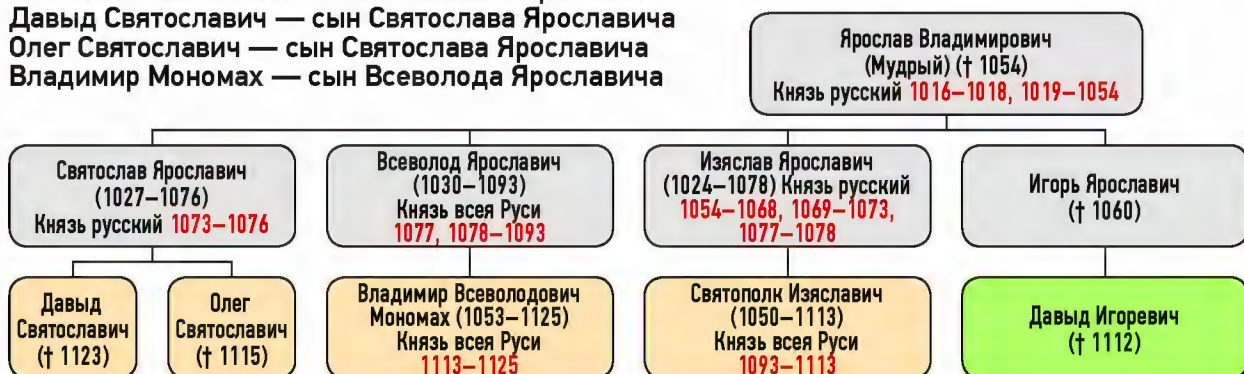 Давыд Святославич — сын Святослава Ярославича
Олег Святославич — сын Святослава Ярославича
Владимир Мономах — сын Всеволода Ярославича
Ярослав Владимирович
(Мудрый) († 1054)
Князь русский 1016–1018, 1019–1054
Святослав Ярославич
(1027–1076)
Князь русский 1073–1076
Всеволод Ярославич
(1030–1093)
Князь всея Руси
1077, 1078–1093
Изяслав Ярославич
(1024–1078) Князь русский
1054–1068, 1069–1073,
1077–1078
Игорь Ярославич
(† 1060)
Давыд
Святославич
(† 1123)
Олег
Святославич
(† 1115)
Владимир Всеволодович
Мономах (1053–1125)
Князь всея Руси
1113–1125
Святополк Изяславич
(1050–1113)
Князь всея Руси
1093–1113
Давыд Игоревич
(† 1112)